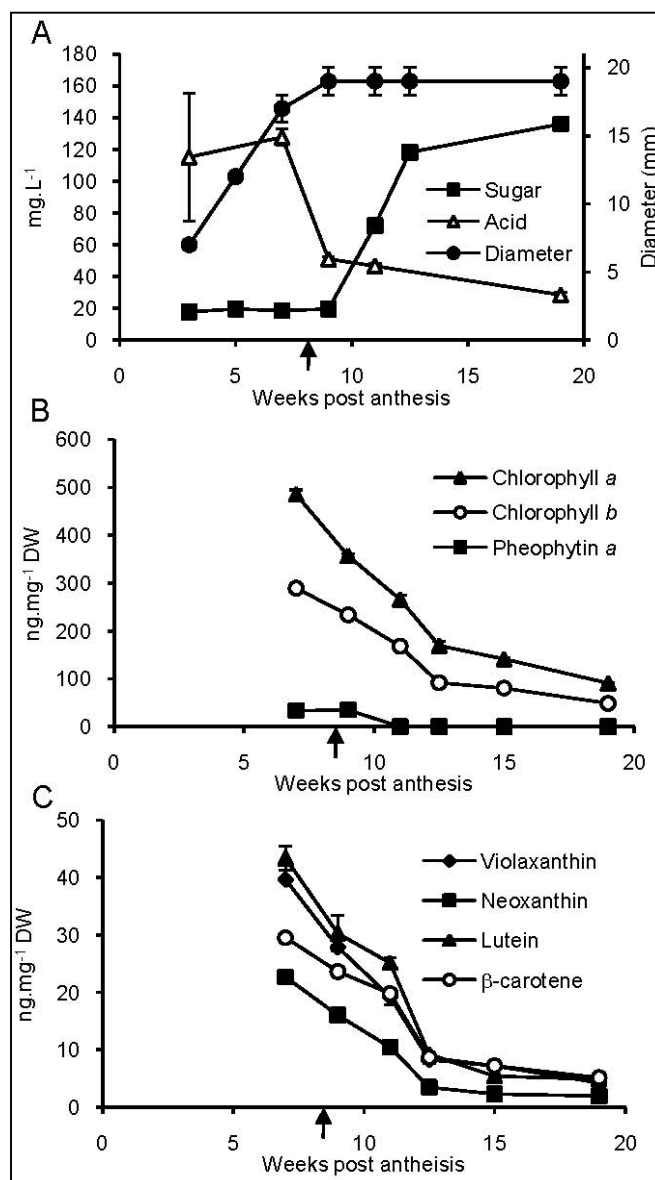 A
180
160
140
120
100
80
60
40
20
0
mg.L-1
20
15
10
5
0
Diameter (mm)
Sugar
Acid
Diameter
0 5 10 15 20
Weeks post anthesis
B
600
500
400
300
200
100
0
ng.mg-1 DW
Chlorophyll a
Chlorophyll b
Pheophytin a
0 5 10 15 20
Weeks post anthesis
C
50
40
30
20
10
0
ng.mg-1 DW
Violaxanthin
Neoxanthin
Lutein
β-carotene
0 5 10 15 20
Weeks post antheisis